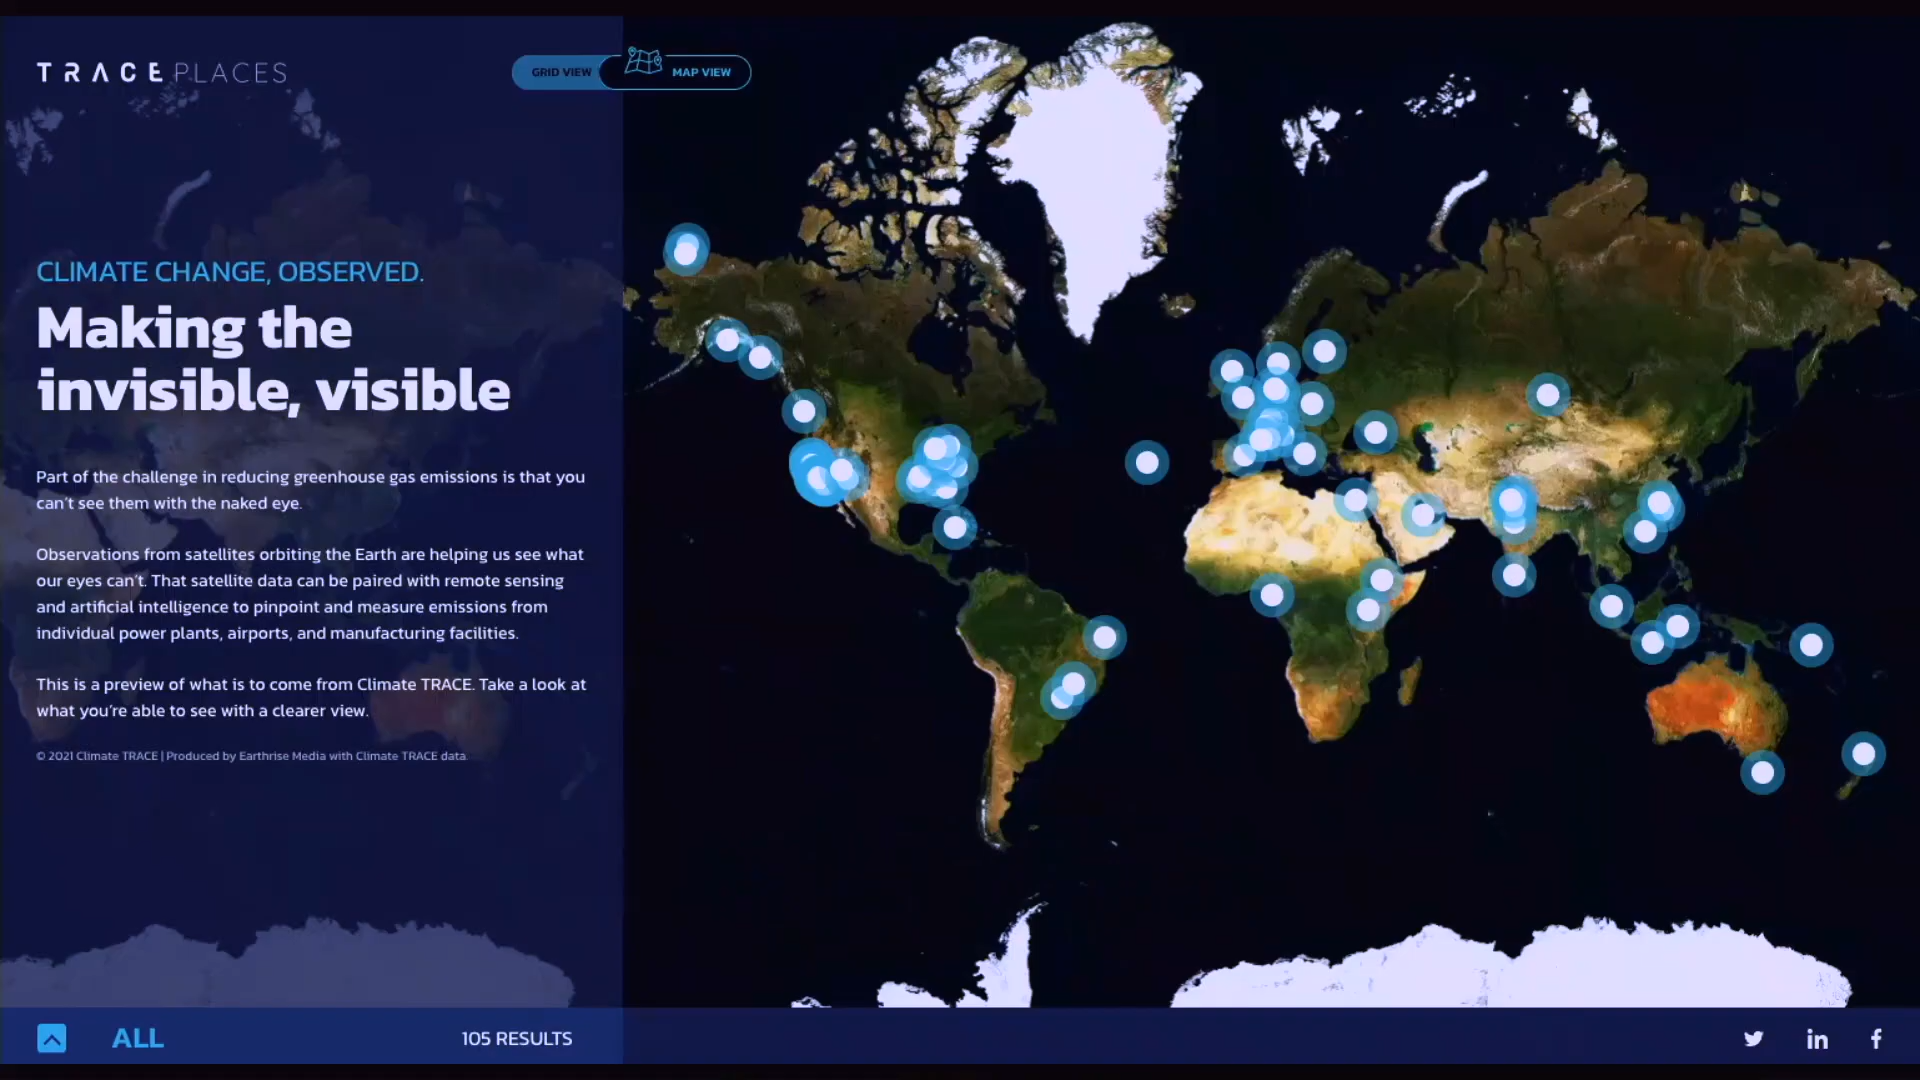 TRACE PLACES
GRID VIEW
MAP VIEW
CLIMATE CHANGE, OBSERVED.
Making the
invisible, visible
Part of the challenge in reducing greenhouse gas emissions is that you
can't see them with the naked eye.
Observations from satellites orbiting the Earth are helping us see what
our eyes can't. That satellite data can be paired with remote sensing
and artificial intelligence to pinpoint and measure emissions from
individual power plants, airports, and manufacturing facilities.
This is a preview of what is to come from Climate TRACE. Take a look at
what you're able to see with a clearer view.
© 2021 Climate TRACE | Produced by Earthrise Media with Climate TRACE data.
ALL
105 RESULTS